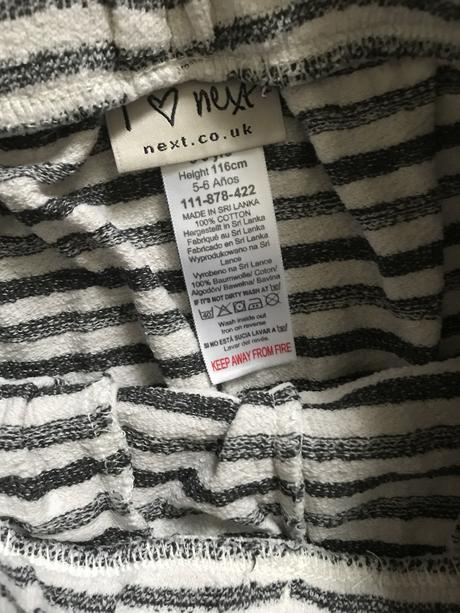 I ♡ next
next.co.uk
Height 116cm
5-6 Años
111-878-422
MADE IN SRI LANKA
100% COTTON
Hergestellt in Sri Lanka
Fabriqué au Sri Lanka
Fabricado en Sri Lanka
Wyprodukowano na Sri
Lance
Vyrobeno na Srí Lance
100% Baumwolle/ Coton/
Algodón/ Bawełna/ Bavlna
IF IT'S NOT DIRTY WASH AT
Wash inside out
Iron on reverse
SI NO ESTÁ SUCIA LAVAR A
Lavar del revés.
KEEP AWAY FROM FIRE